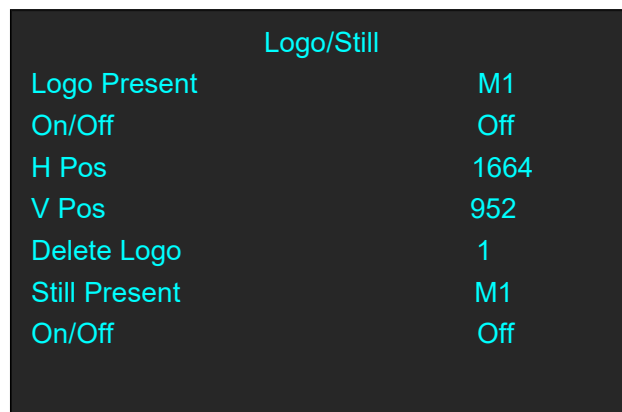 Logo/Still
Logo Present M1
On/Off Off
H Pos 1664
V Pos 952
Delete Logo 1
Still Present M1
On/Off Off